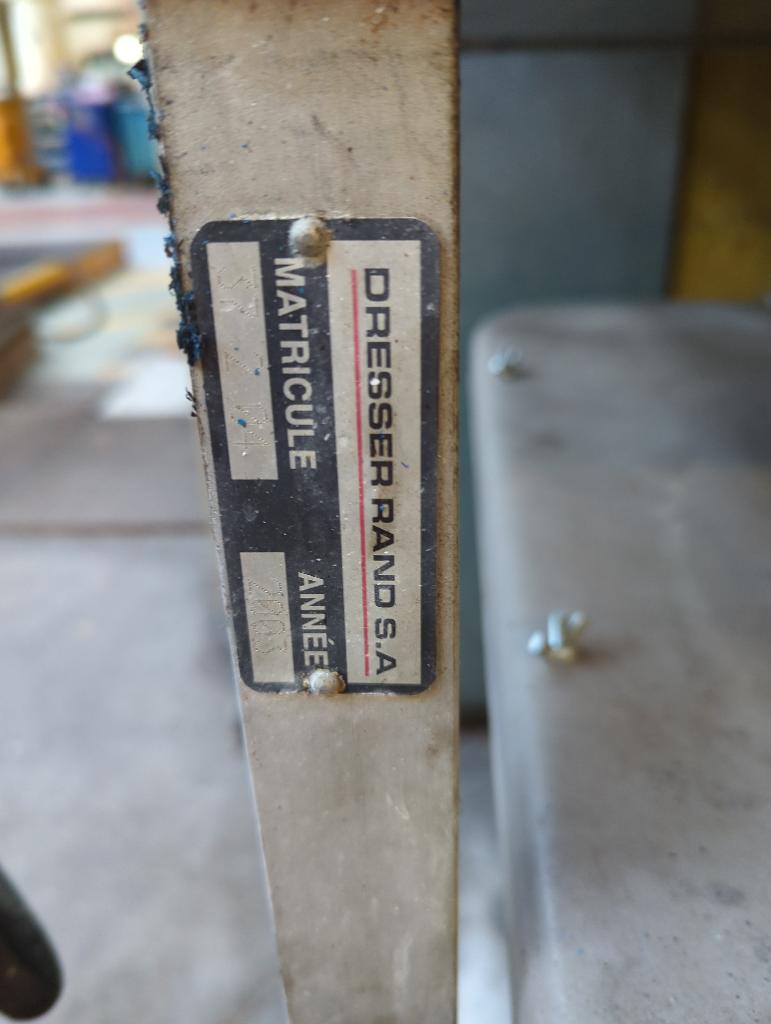 DRESSER RAND S.A
MATRICULE ANNÉE
2003